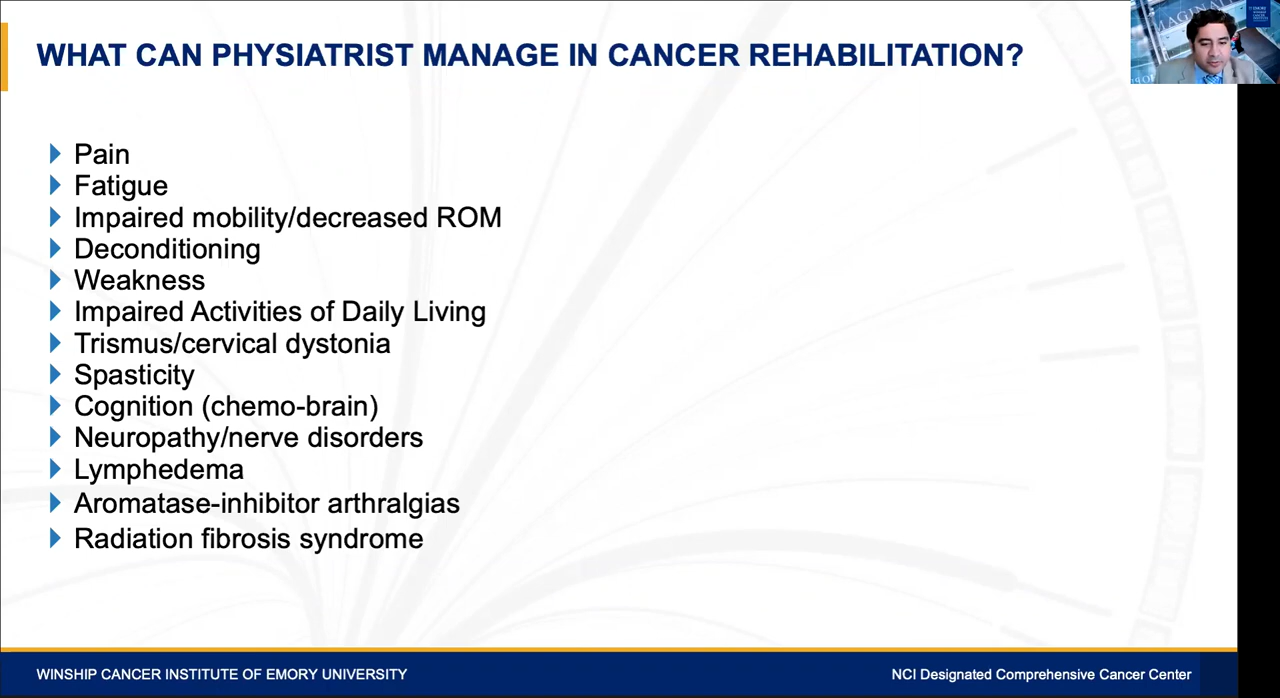 WHAT CAN PHYSIATRIST MANAGE IN CANCER REHABILITATION?
Pain
Fatigue
Impaired mobility/decreased ROM
Deconditioning
Weakness
Impaired Activities of Daily Living
Trismus/cervical dystonia
Spasticity
Cognition (chemo-brain)
Neuropathy/nerve disorders
Lymphedema
Aromatase-inhibitor arthralgias
Radiation fibrosis syndrome
WINSHIP CANCER INSTITUTE OF EMORY UNIVERSITY
NCI Designated Comprehensive Cancer Center